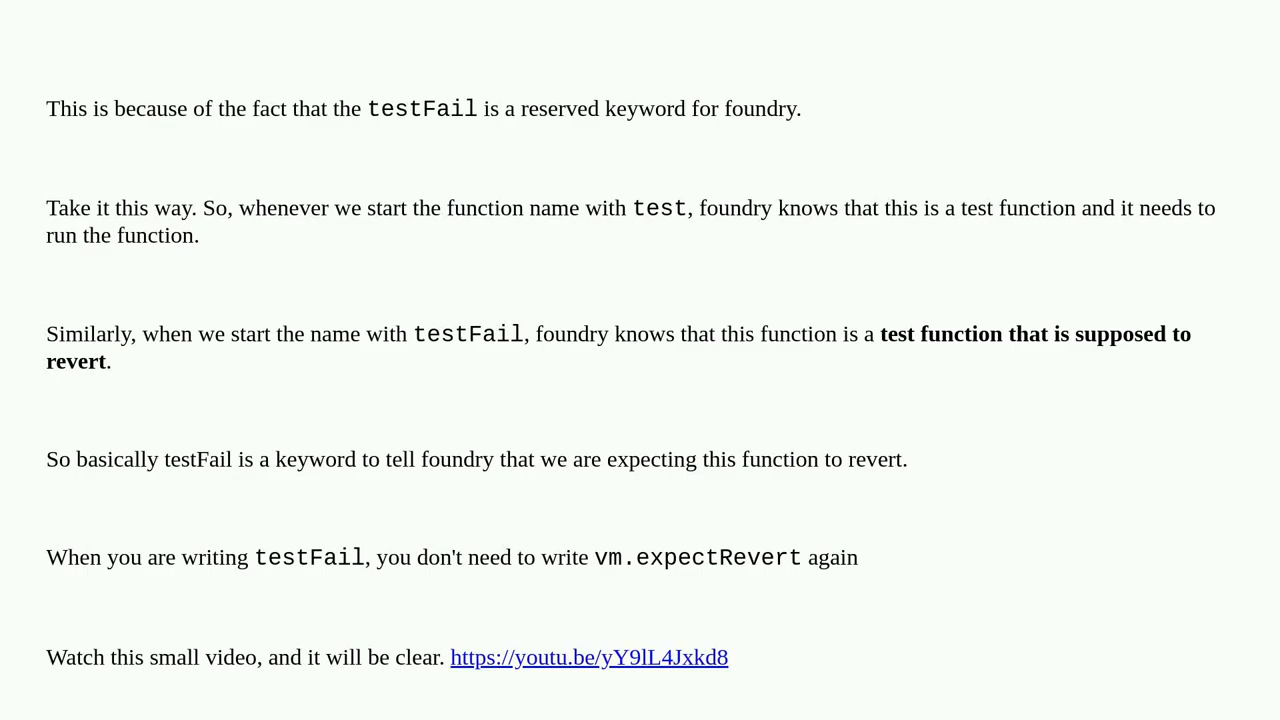 This is because of the fact that the testFail is a reserved keyword for foundry.
Take it this way. So, whenever we start the function name with test, foundry knows that this is a test function and it needs to
run the function.
Similarly, when we start the name with testFail, foundry knows that this function is a test function that is supposed to
revert.
So basically testFail is a keyword to tell foundry that we are expecting this function to revert.
When you are writing testFail, you don't need to write vm.expectRevert again
Watch this small video, and it will be clear. https://youtu.be/yY9lL4Jxkd8